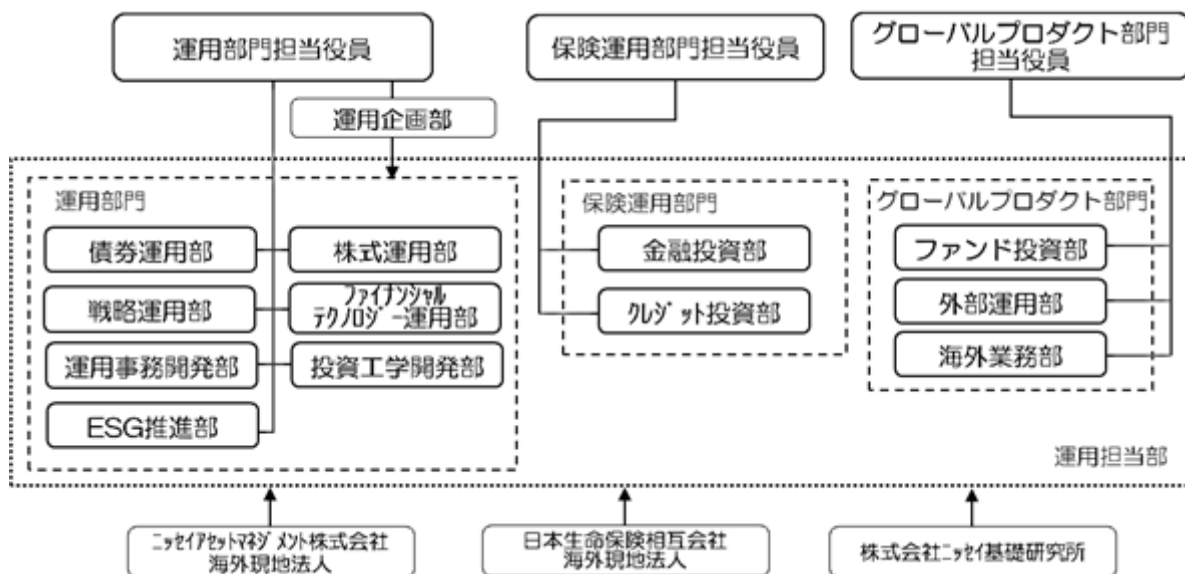 運用部門担当役員
保険運用部門担当役員
グローバルプロダクト部門
担当役員
運用企画部
運用部門
債券運用部
株式運用部
戦略運用部
ファイナンシャル
テクノロジー運用部
運用事務開発部
投資工学開発部
ESG推進部
保険運用部門
金融投資部
クレジット投資部
グローバルプロダクト部門
ファンド投資部
外部運用部
海外業務部
運用担当部
ニッセイアセットマネジメント株式会社
海外現地法人
日本生命保険相互会社
海外現地法人
株式会社ニッセイ基礎研究所